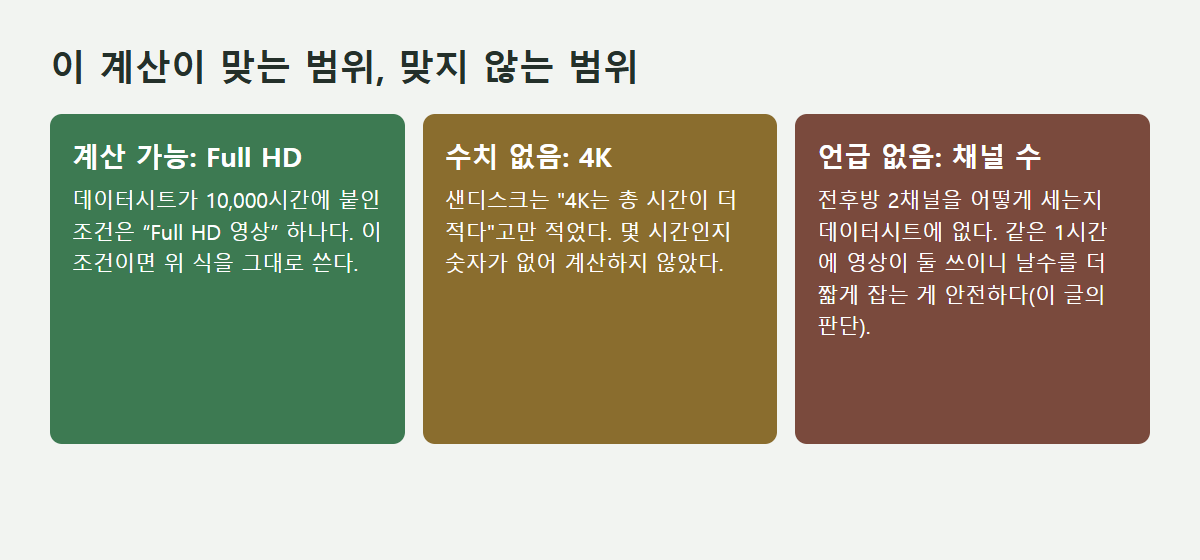 이 계산이 맞는 범위, 맞지 않는 범위
계산 가능: Full HD
데이터시트가 10,000시간에 붙인
조건은 “Full HD 영상” 하나다. 이
조건이면 위 식을 그대로 쓴다.
수치 없음: 4K
샌디스크는 "4K는 총 시간이 더
적다"고만 적었다. 몇 시간인지
숫자가 없어 계산하지 않았다.
언급 없음: 채널 수
전후방 2채널을 어떻게 세는지
데이터시트에 없다. 같은 1시간
에 영상이 둘 쓰이니 날수를 더
짧게 잡는 게 안전하다(이 글의
판단).